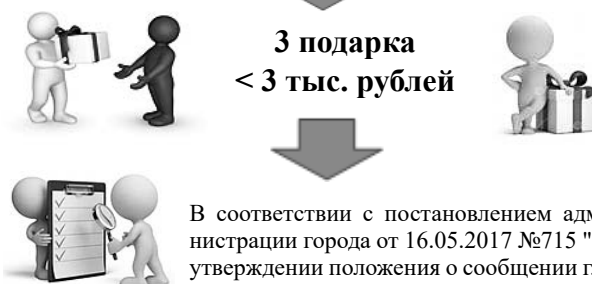 3 подарка
< 3 тыс. рублей
В соответствии с постановлением адм
нистрации города от 16.05.2017 №715 "
утверждении положения о сообщении г